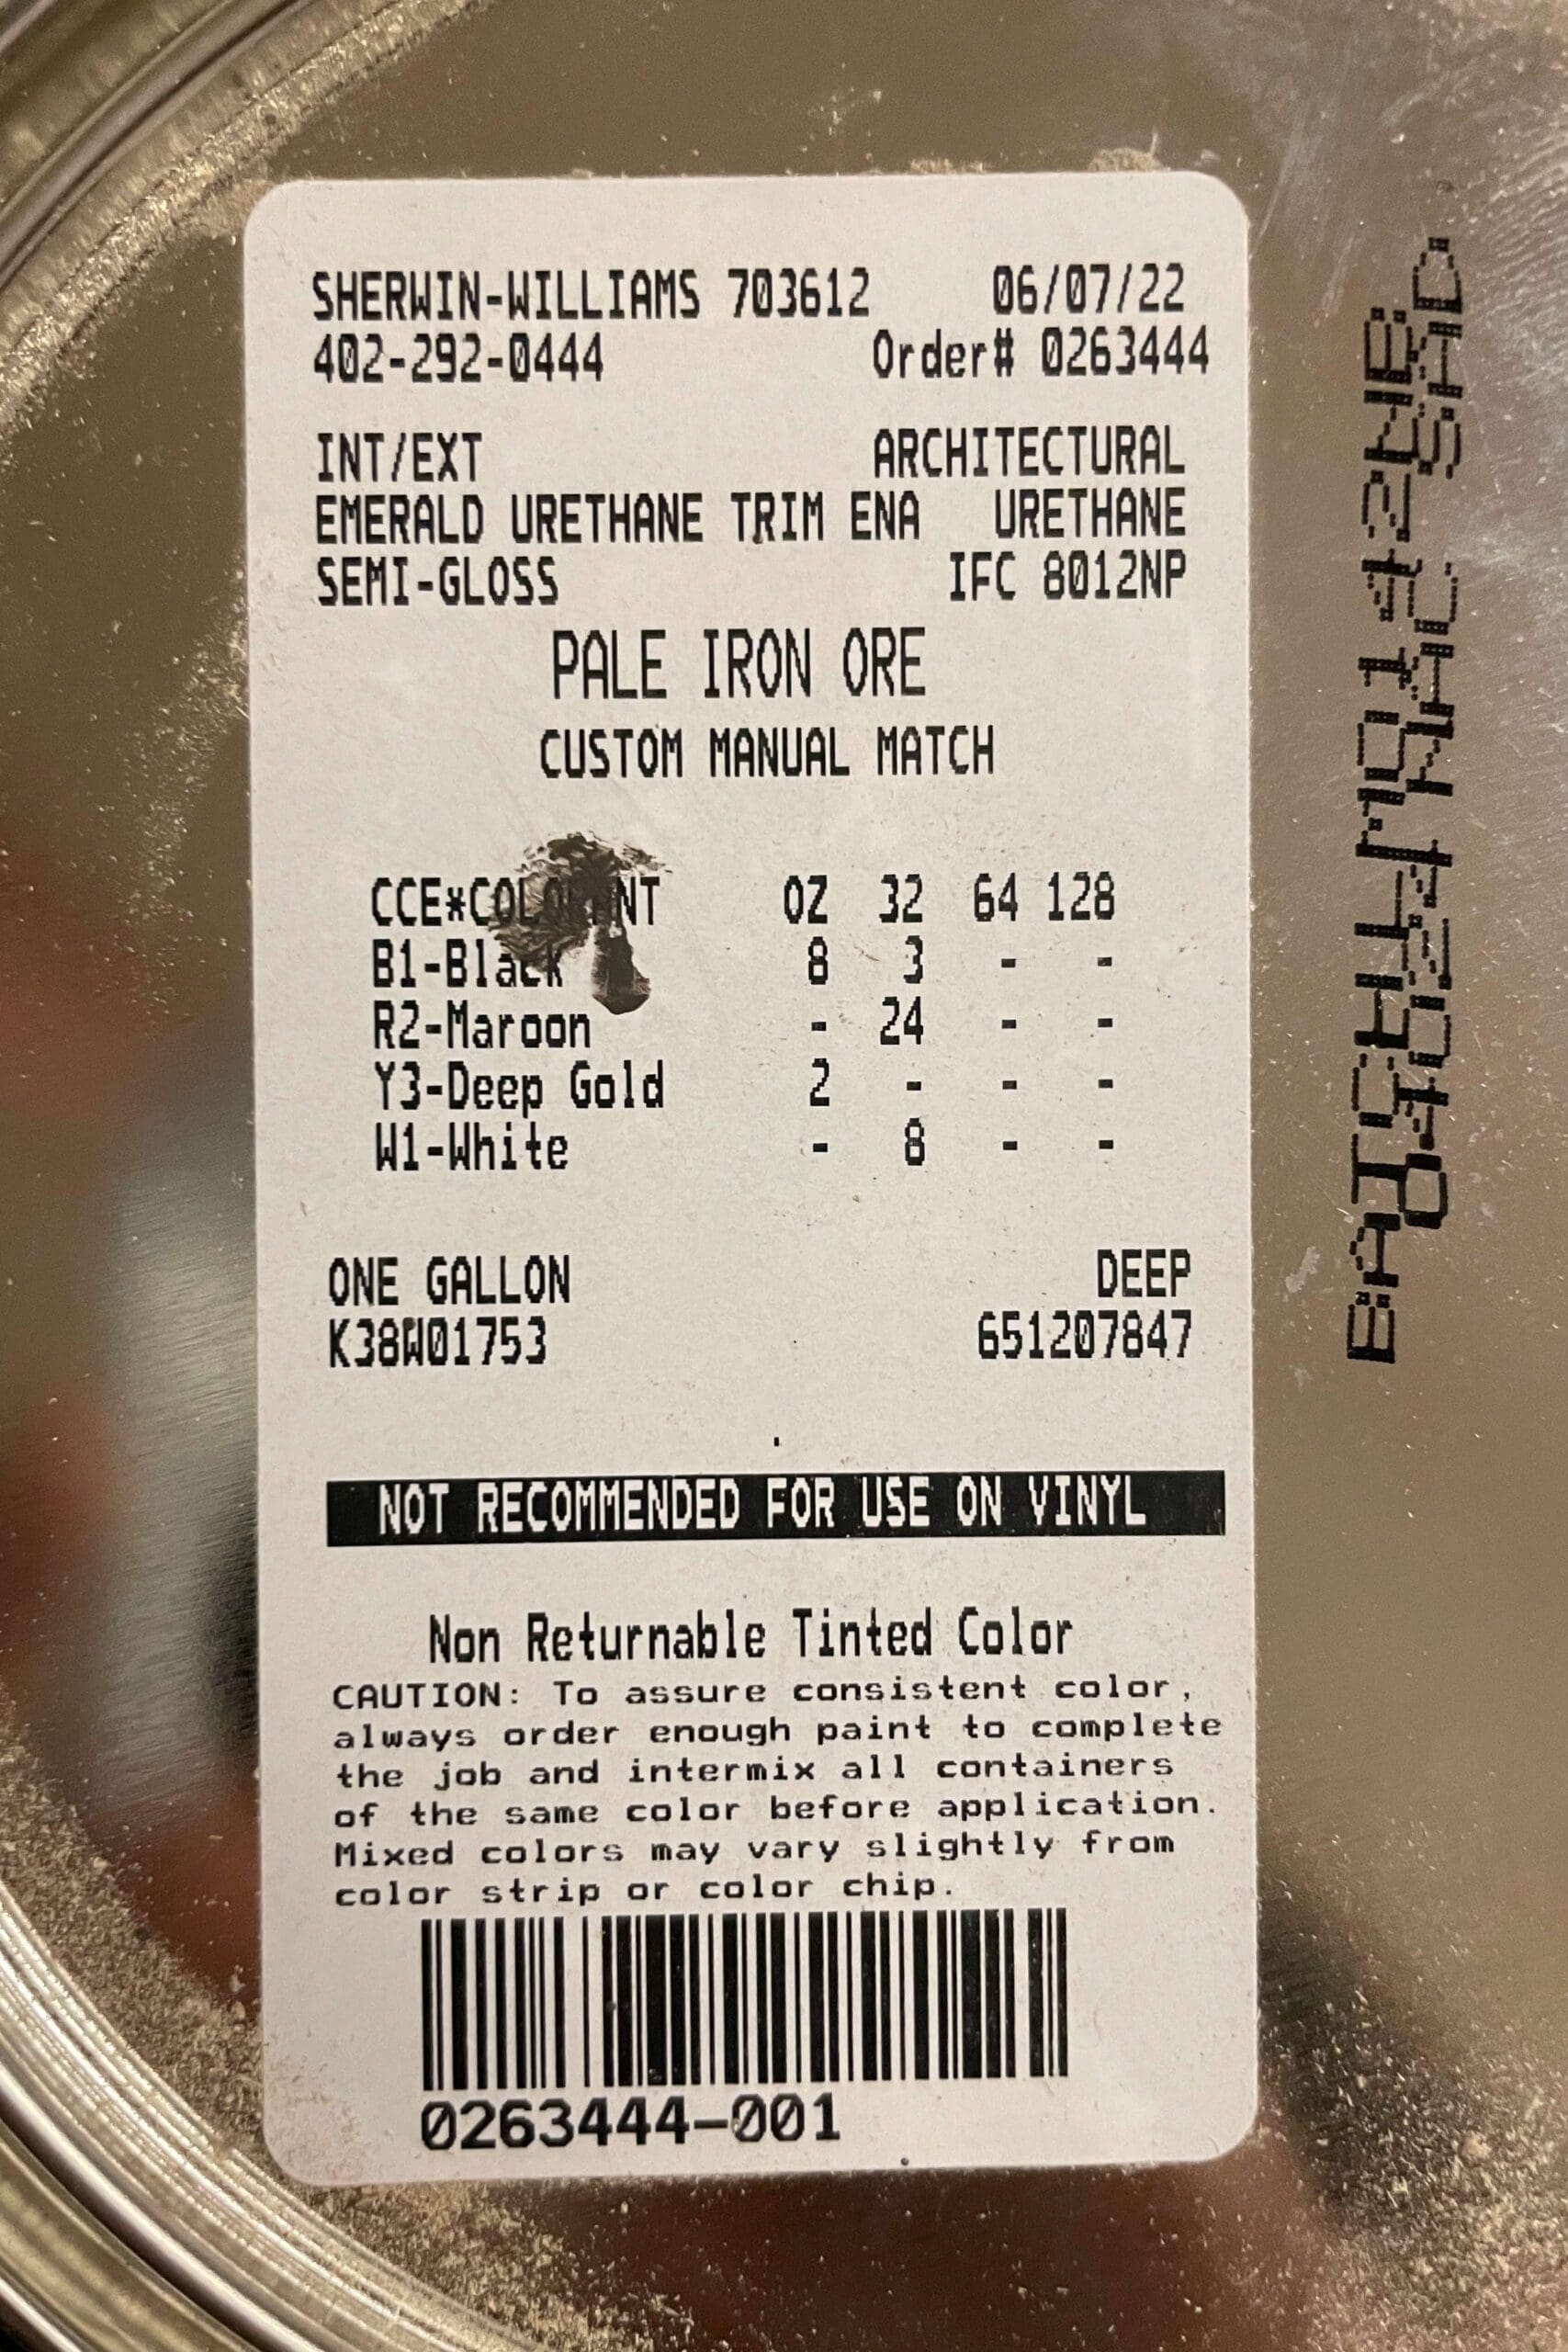 SHERWIN-WILLIAMS 703612 06/07/22
402-292-0444 Order# 0263444
INT/EXT ARCHITECTURAL
EMERALD URETHANE TRIM ENA URETHANE
SEMI-GLOSS IFC 8012NP
PALE IRON ORE
CUSTOM MANUAL MATCH
CCE*COLORANT OZ 32 64 128
B1-Black 8 3 - -
R2-Maroon - 24 - -
Y3-Deep Gold 2 - - -
W1-White - 8 - -
ONE GALLON DEEP
K38W01753 651207847
NOT RECOMMENDED FOR USE ON VINYL
Non Returnable Tinted Color
CAUTION: To assure consistent color,
always order enough paint to complete
the job and intermix all containers
of the same color before application.
Mixed colors may vary slightly from
color strip or color chip.
0263444-001
BATCH